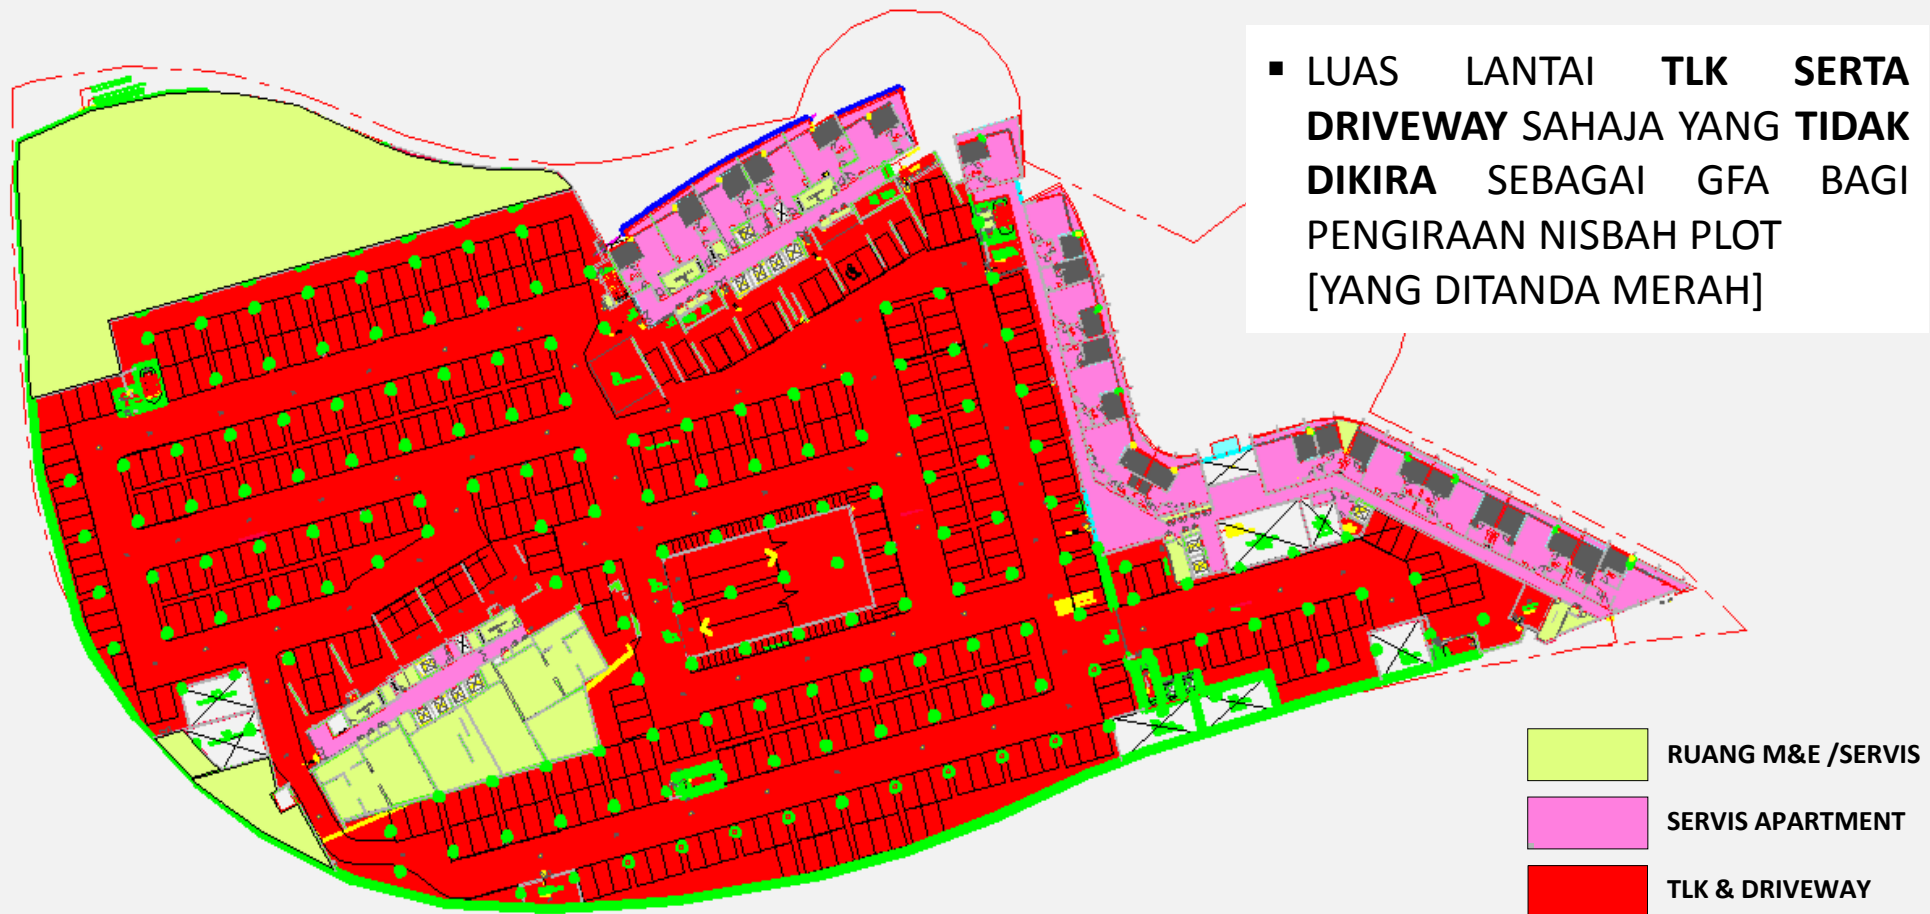 ▪ LUAS LANTAI TLK SERTA
DRIVEWAY SAHAJA YANG TIDAK
DIKIRA SEBAGAI GFA BAGI
PENGIRAAN NISBAH PLOT
[YANG DITANDA MERAH]
RUANG M&E /SERVIS
SERVIS APARTMENT
TLK & DRIVEWAY